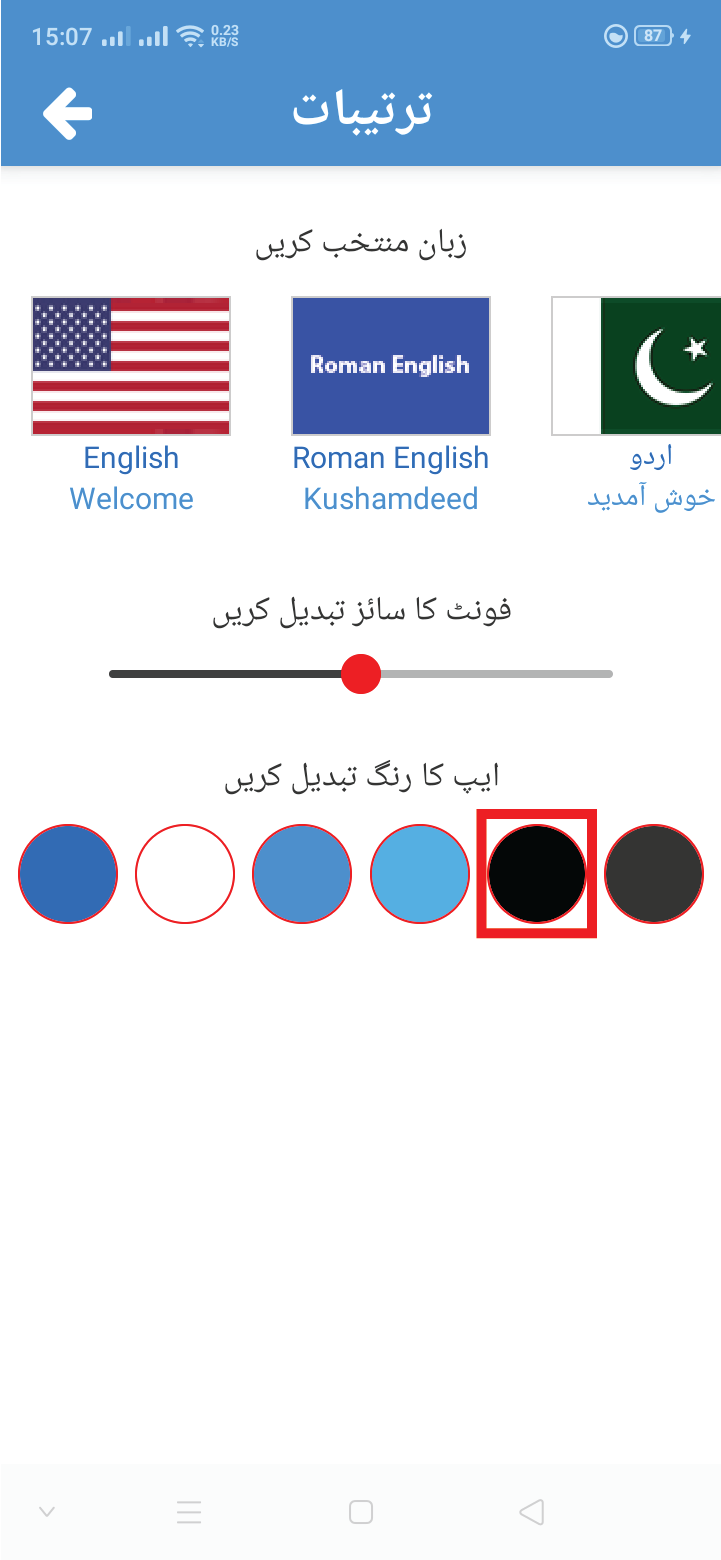 15:07 0.23 KB/S 87
ترتیبات
زبان منتخب کریں
Roman English
English Roman English اردو
Welcome Kushamdeed خوش آمدید
فونٹ کا سائز تبدیل کریں
ایپ کا رنگ تبدیل کریں